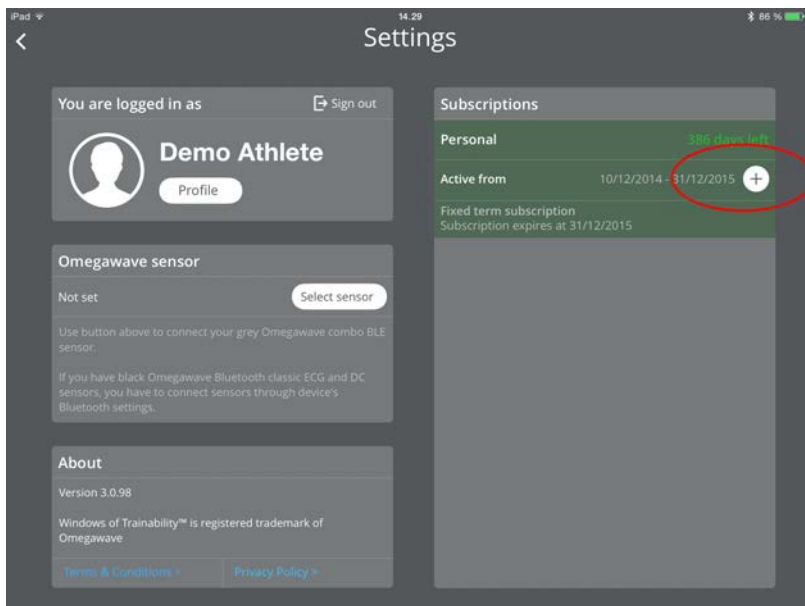 iPad
14.29
86 %
Settings
You are logged in as
Sign out
Demo Athlete
Profile
Omegawave sensor
Not set
Select sensor
Use button above to connect your grey Omegawave combo BLE
sensor.
If you have black Omegawave Bluetooth classic ECG and DC
sensors, you have to connect sensors through device's
Bluetooth settings.
About
Version 3.0.98
Windows of Trainability™ is registered trademark of
Omegawave
Terms & Conditions >
Privacy Policy >
Subscriptions
Personal
386 days left
Active from
10/12/2014 - 31/12/2015
Fixed term subscription
Subscription expires at 31/12/2015